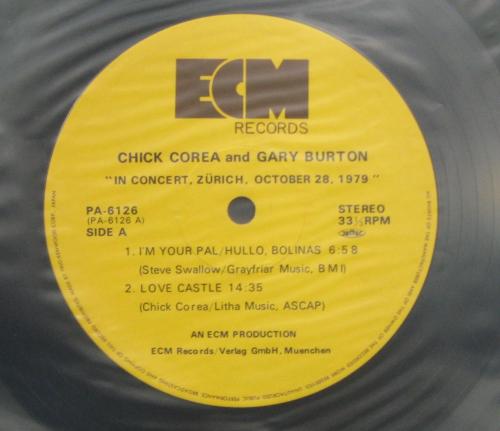 ECM
RECORDS
CHICK COREA and GARY BURTON
"IN CONCERT, ZÜRICH, OCTOBER 28, 1979"
PA-6126
(PA-6126 A)
SIDE A
STEREO
33⅓RPM
1. I'M YOUR PAL/HULLO, BOLINAS 6:58
(Steve Swallow/Grayfriar Music, BMI)
2. LOVE CASTLE 14:35
(Chick Corea/Litha Music, ASCAP)
AN ECM PRODUCTION
ECM Records/Verlag GmbH, Muenchen